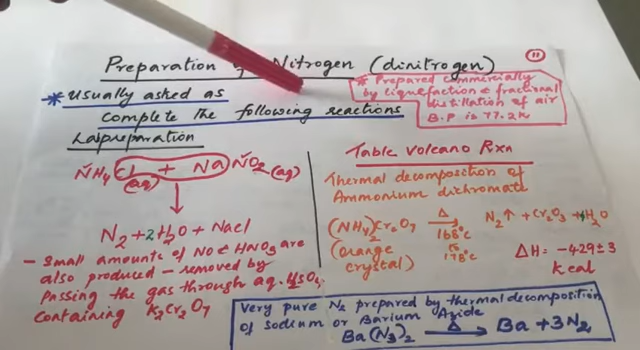 Preparation of Nitrogen (dinitrogen)
11
* Usually asked as
complete the following reactions
* Prepared commercially
by liquefaction & fractional
distillation of air
B.P is 77.2K
Labpreparation
NH4Cl + NaNO2 (aq)
(aq)
N2 + 2H2O + NaCl
- Small amounts of NO & HNO3 are
also produced - removed by
Passing the gas through aq. H2SO4
containing K2Cr2O7
Table Volcano Rxn
Thermal decomposition of
Ammonium dichromate
(NH4)2Cr2O7 Δ → N2↑ + Cr2O3 + 4H2O
168°C
to
178°C
(orange
crystal)
ΔH = -429±3
kcal
Very pure N2 prepared by thermal decomposition
of sodium or Barium Azide
Ba(N3)2 Δ → Ba + 3N2